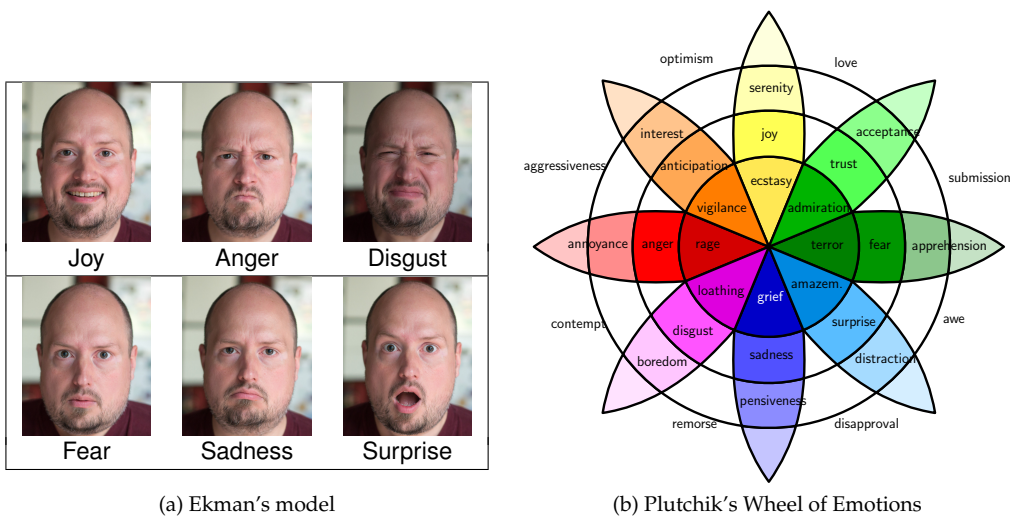 Joy Anger Disgust
Fear Sadness Surprise
(a) Ekman's model
optimism love
serenity
interest acceptance
joy
anticipation trust
aggressiveness submission
ecstasy
vigilance admiration
annoyance anger rage terror fear apprehension
loathing grief amazem.
contempt awe
disgust surprise
boredom sadness distraction
pensiveness
remorse disapproval
(b) Plutchik's Wheel of Emotions